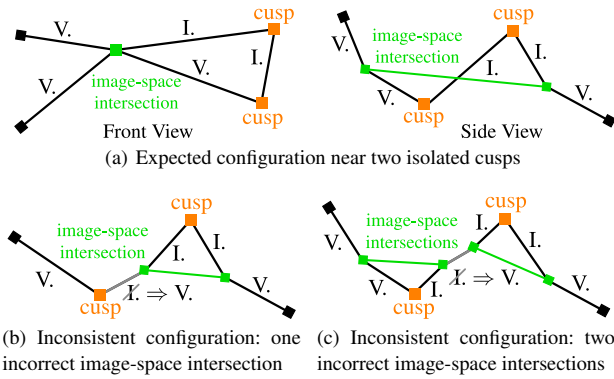 cusp
V.
I.
I.
V.
V.
image-space
intersection
cusp
Front View
V.
image-space
intersection
cusp
I.
I.
V.
V.
cusp
Side View
(a) Expected configuration near two isolated cusps
cusp
image-space
intersection
I.
I.
V.
V.
cusp
I. ⇒ V.
(b) Inconsistent configuration: one
incorrect image-space intersection
cusp
image-space
intersections
V.
I.
I.
V.
I.
I. ⇒ V.
V.
cusp
(c) Inconsistent configuration: two
incorrect image-space intersections